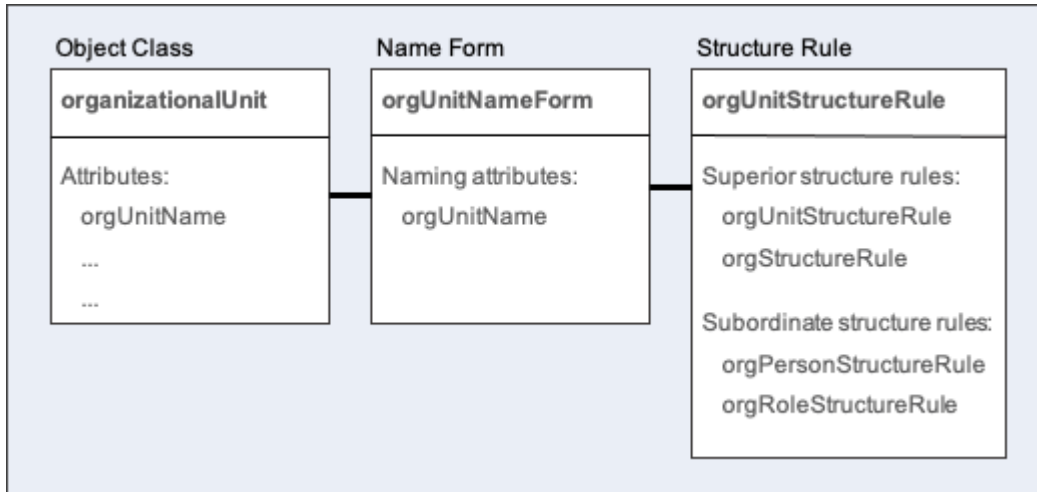 Object Class
organizationalUnit
Attributes:
orgUnitName
...
...
Name Form
orgUnitNameForm
Naming attributes:
orgUnitName
Structure Rule
orgUnitStructureRule
Superior structure rules:
orgUnitStructureRule
orgStructureRule
Subordinate structure rules:
orgPersonStructureRule
orgRoleStructureRule